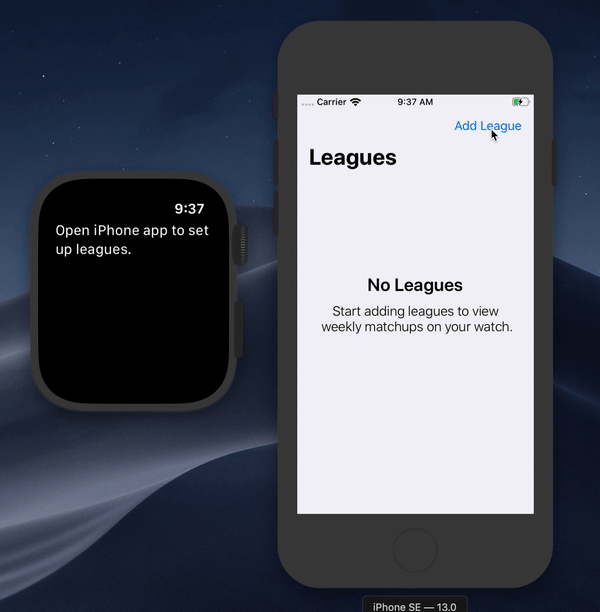 9:37
Open iPhone app to set
up leagues.
Carrier
9:37 AM
Add League
Leagues
No Leagues
Start adding leagues to view
weekly matchups on your watch.
iPhone SE — 13.0